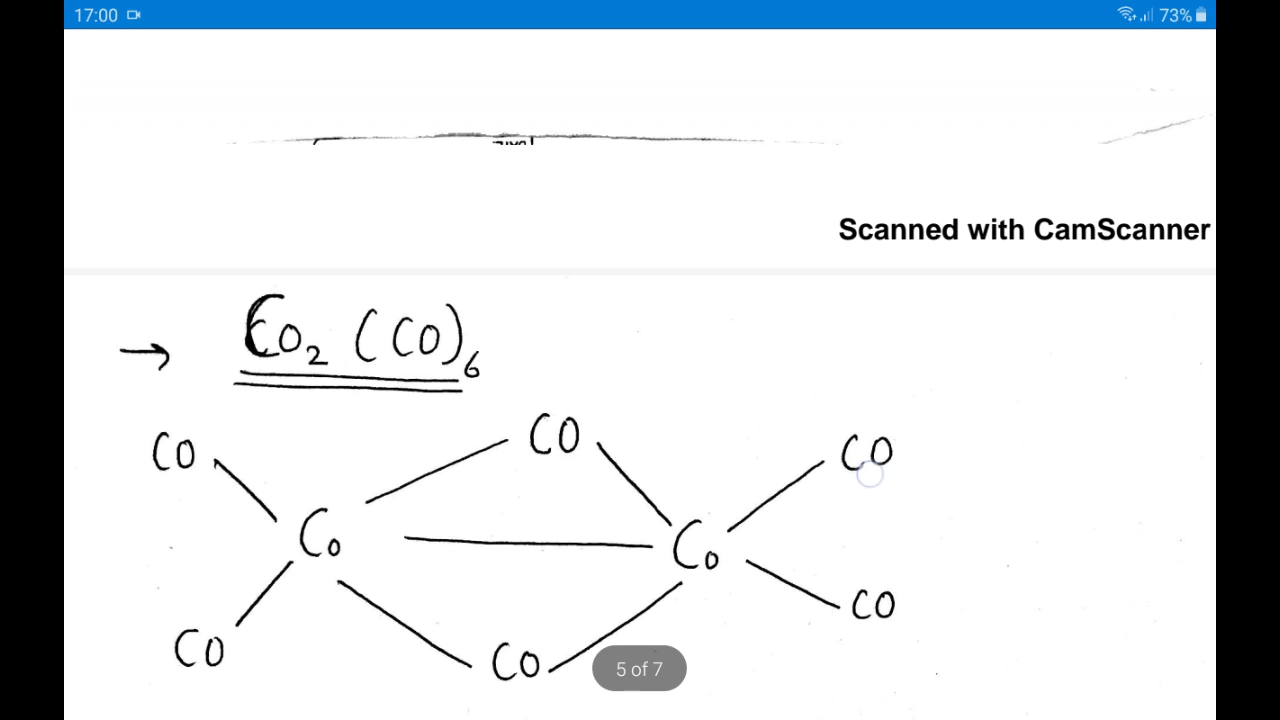 17:00 73%
Scanned with CamScanner
→ Co₂ (CO)₆
CO CO CO
Co Co
CO CO CO
5 of 7